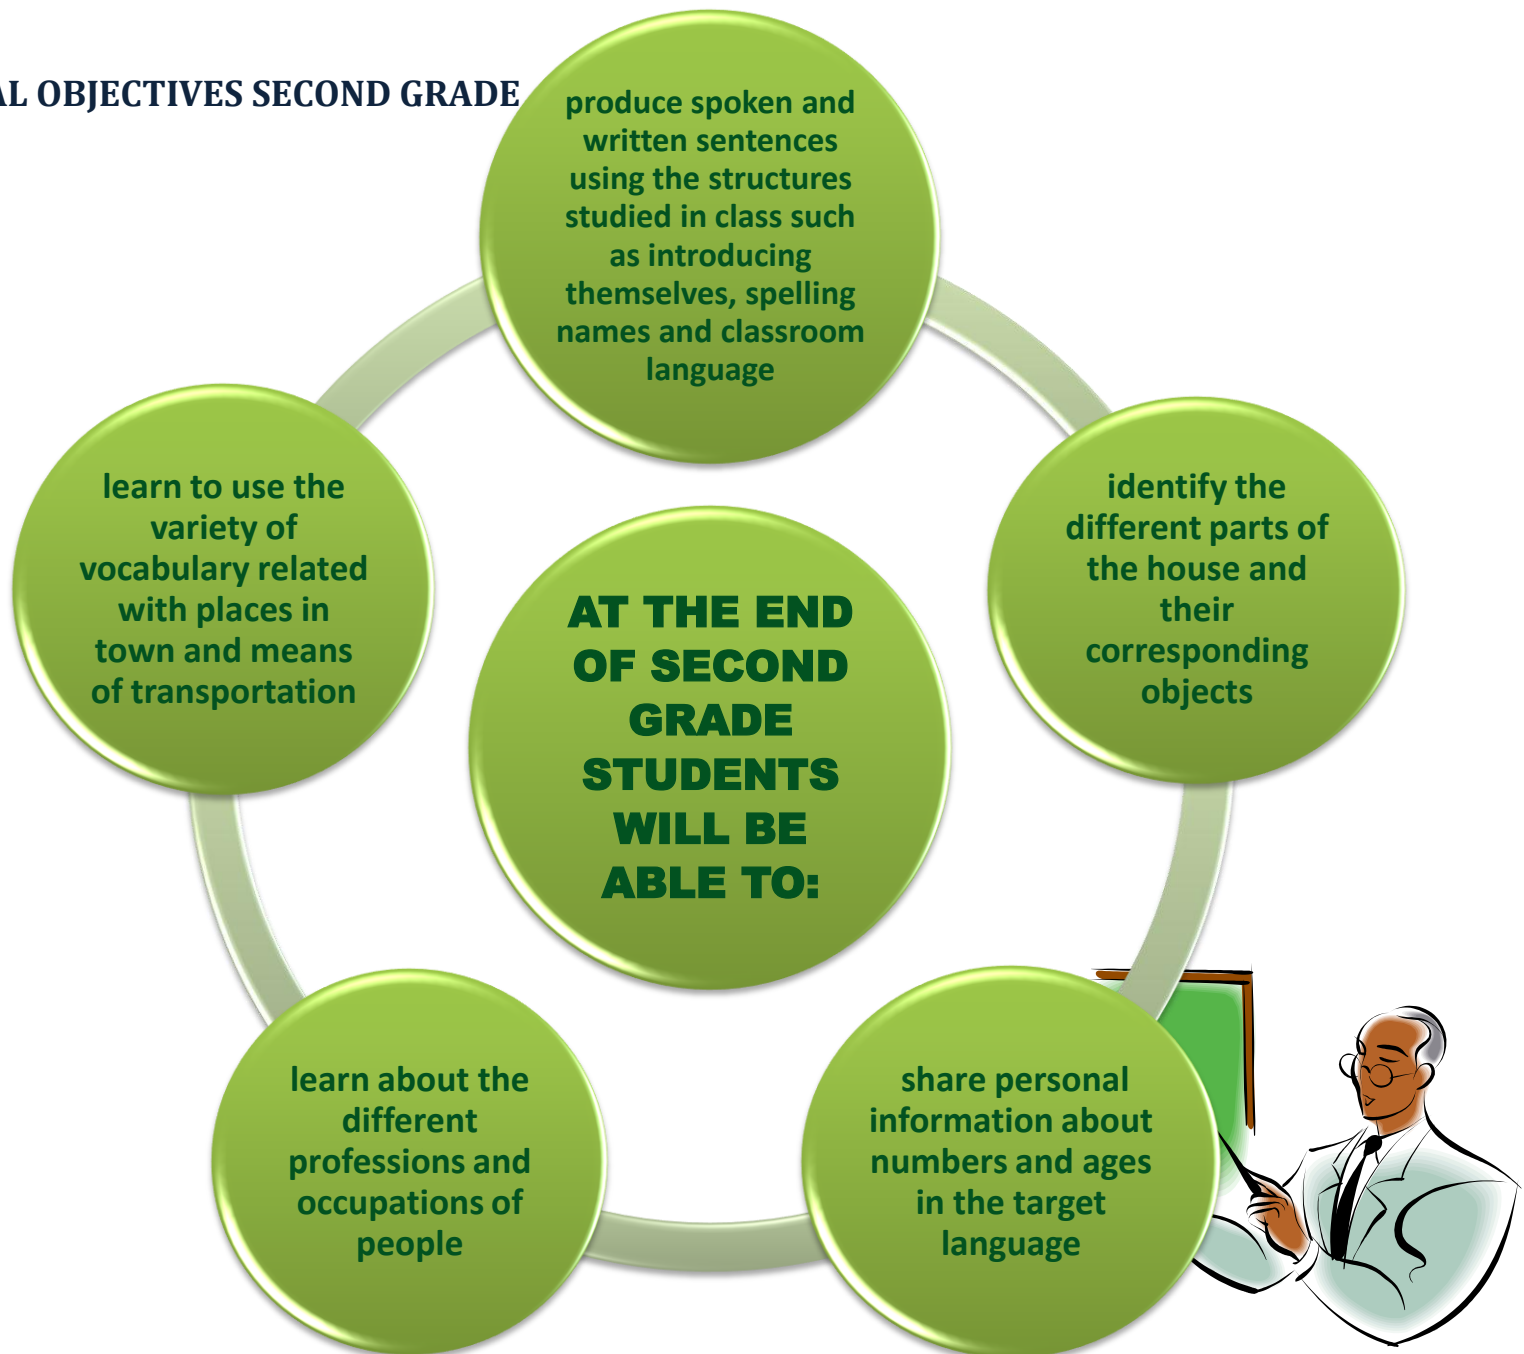 OBJECTIVES SECOND GRADE
produce spoken and
written sentences
using the structures
studied in class such
as introducing
themselves, spelling
names and classroom
language
identify the
different parts of
the house and
their
corresponding
objects
share personal
information about
numbers and ages
in the target
language
learn about the
different
professions and
occupations of
people
learn to use the
variety of
vocabulary related
with places in
town and means
of transportation
AT THE END
OF SECOND
GRADE
STUDENTS
WILL BE
ABLE TO: